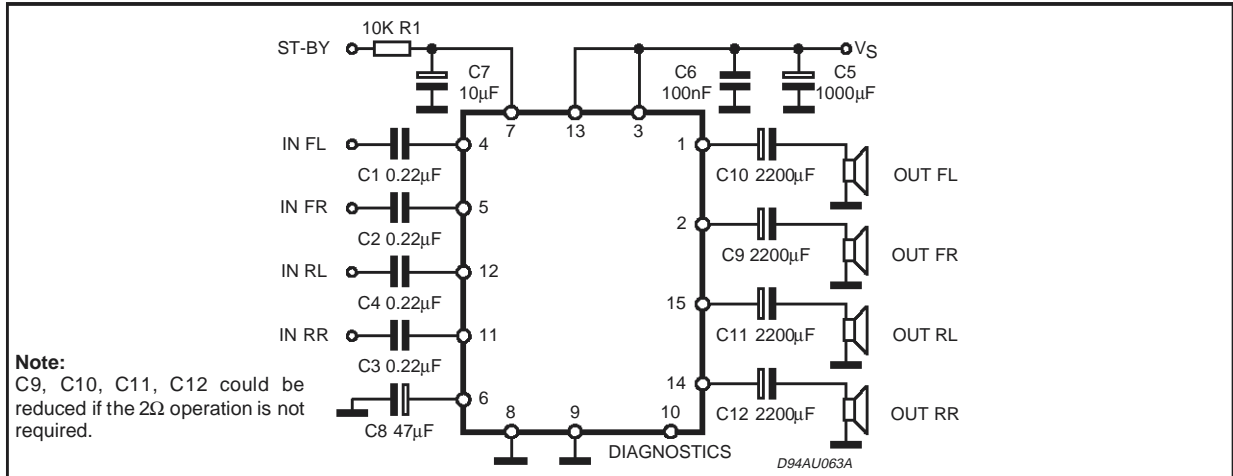 10K R1
ST-BY
C7
10µF
C6
100nF
C5
1000µF
VS
7
13
3
IN FL
4
C1 0.22µF
1
C10 2200µF
OUT FL
IN FR
5
C2 0.22µF
2
C9 2200µF
OUT FR
IN RL
12
C4 0.22µF
15
C11 2200µF
OUT RL
IN RR
11
C3 0.22µF
14
C12 2200µF
OUT RR
6
C8 47µF
8
9
10
DIAGNOSTICS
D94AU063A
Note:
C9, C10, C11, C12 could be
reduced if the 2Ω operation is not
required.